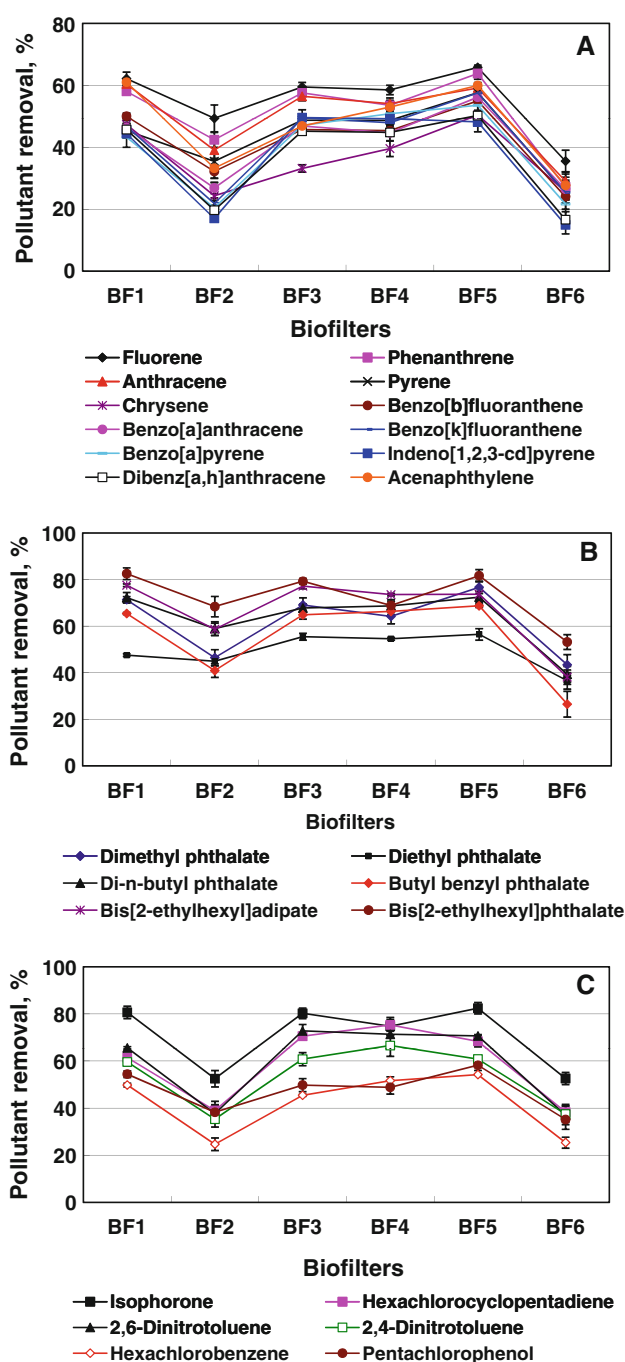 A
Pollutant removal, %
80
60
40
20
0
BF1 BF2 BF3 BF4 BF5 BF6
Biofilters
Fluorene Phenanthrene
Anthracene Pyrene
Chrysene Benzo[b]fluoranthene
Benzo[a]anthracene Benzo[k]fluoranthene
Benzo[a]pyrene Indeno[1,2,3-cd]pyrene
Dibenz[a,h]anthracene Acenaphthylene
B
Pollutant removal, %
100
80
60
40
20
0
BF1 BF2 BF3 BF4 BF5 BF6
Biofilters
Dimethyl phthalate Diethyl phthalate
Di-n-butyl phthalate Butyl benzyl phthalate
Bis[2-ethylhexyl]adipate Bis[2-ethylhexyl]phthalate
C
Pollutant removal, %
100
80
60
40
20
0
BF1 BF2 BF3 BF4 BF5 BF6
Biofilters
Isophorone Hexachlorocyclopentadiene
2,6-Dinitrotoluene 2,4-Dinitrotoluene
Hexachlorobenzene Pentachlorophenol